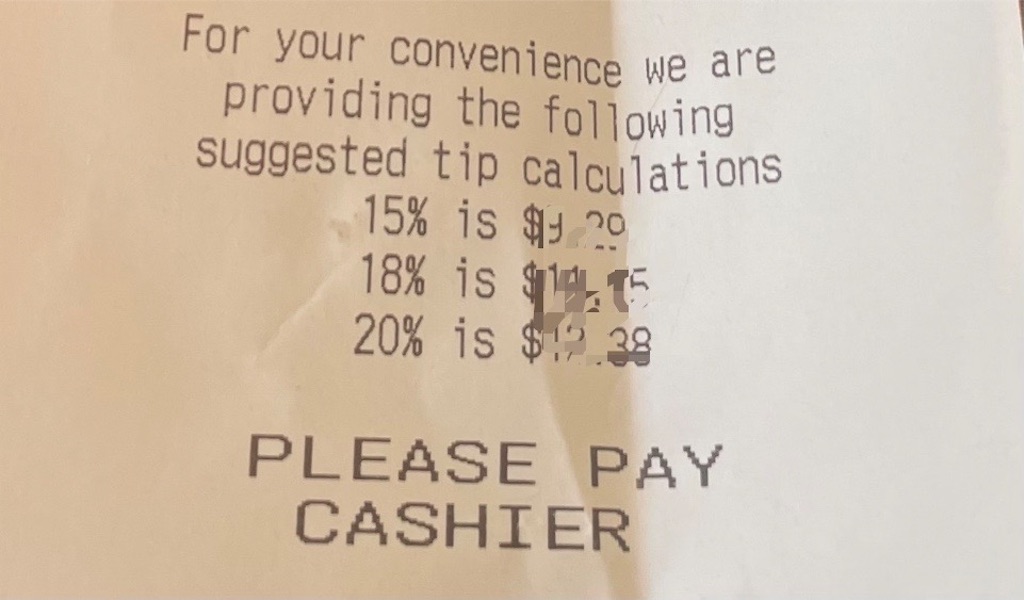 For your convenience we are
providing the following
suggested tip calculations
15% is
18% is
20% is
PLEASE PAY
CASHIER